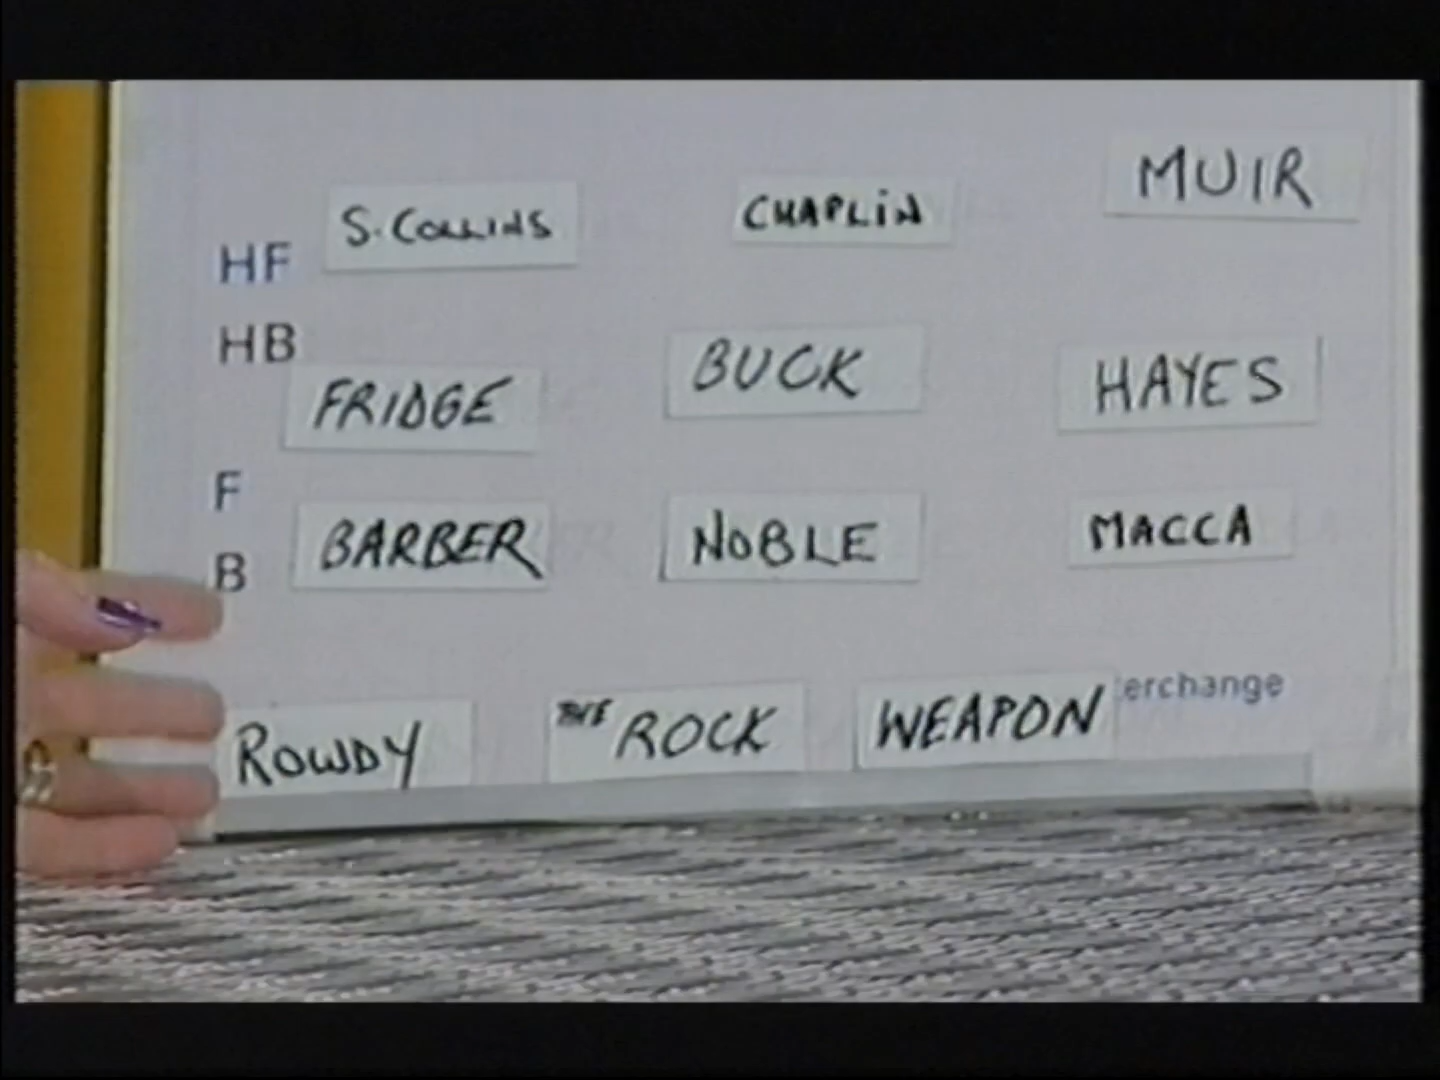 S. COLLINS CHAPLIN MUIR
HF
HB
FRIDGE BUCK HAYES
F
BARBER NOBLE MACCA
B
erchange
ROWDY THE ROCK WEAPON